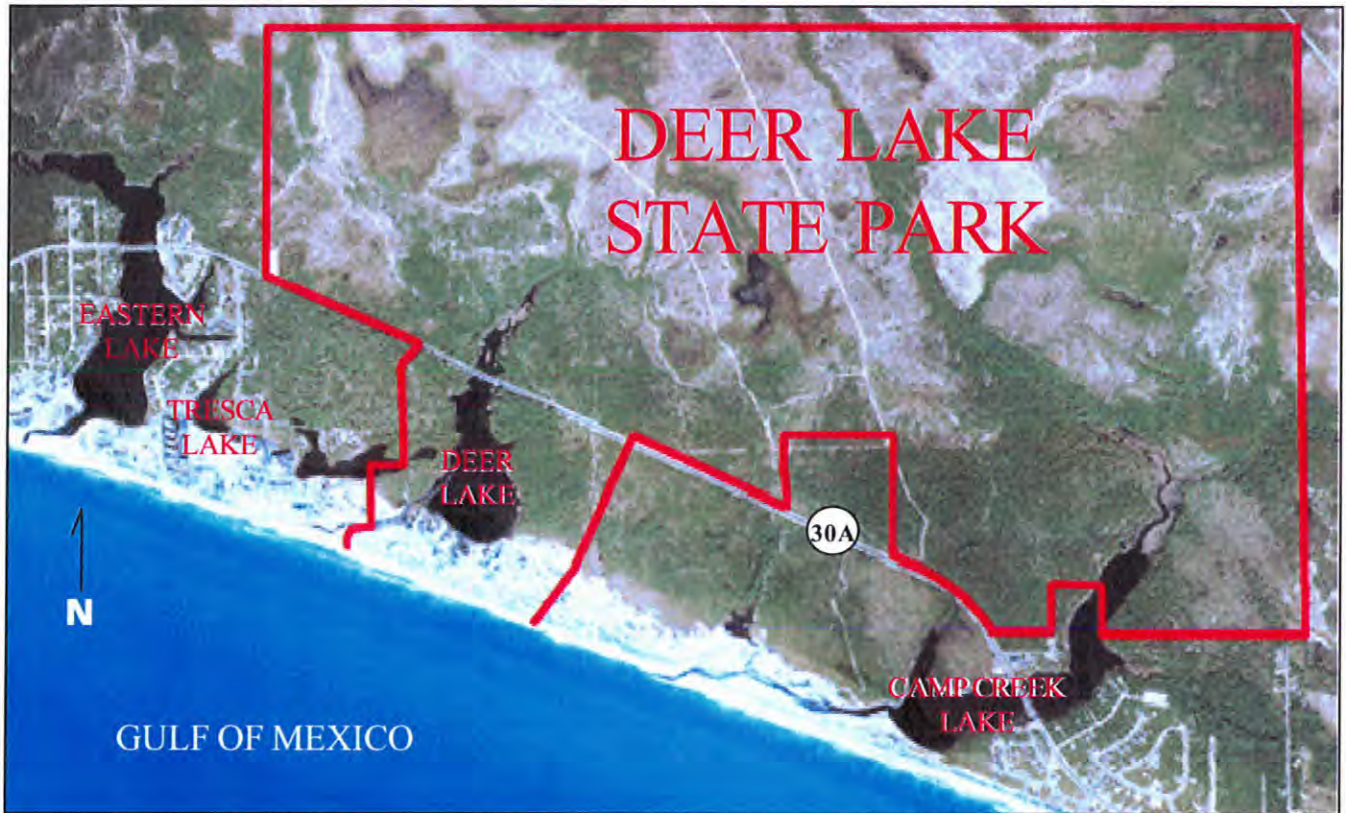 DEER LAKE
STATE PARK
EASTERN
LAKE
TRESCA
LAKE
DEER
LAKE
30A
N
CAMP CREEK
LAKE
GULF OF MEXICO